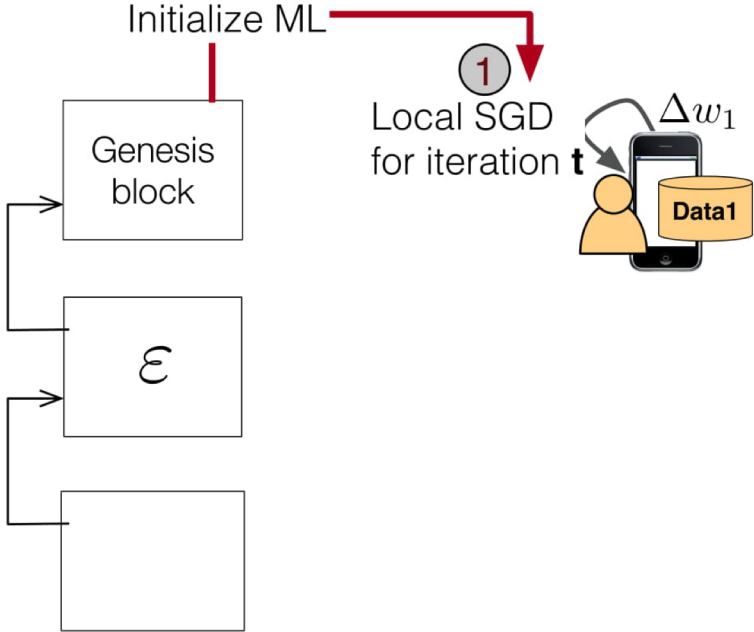 Initialize ML
1
Local SGD
for iteration t
Δw₁
Data1
Genesis
block
ε